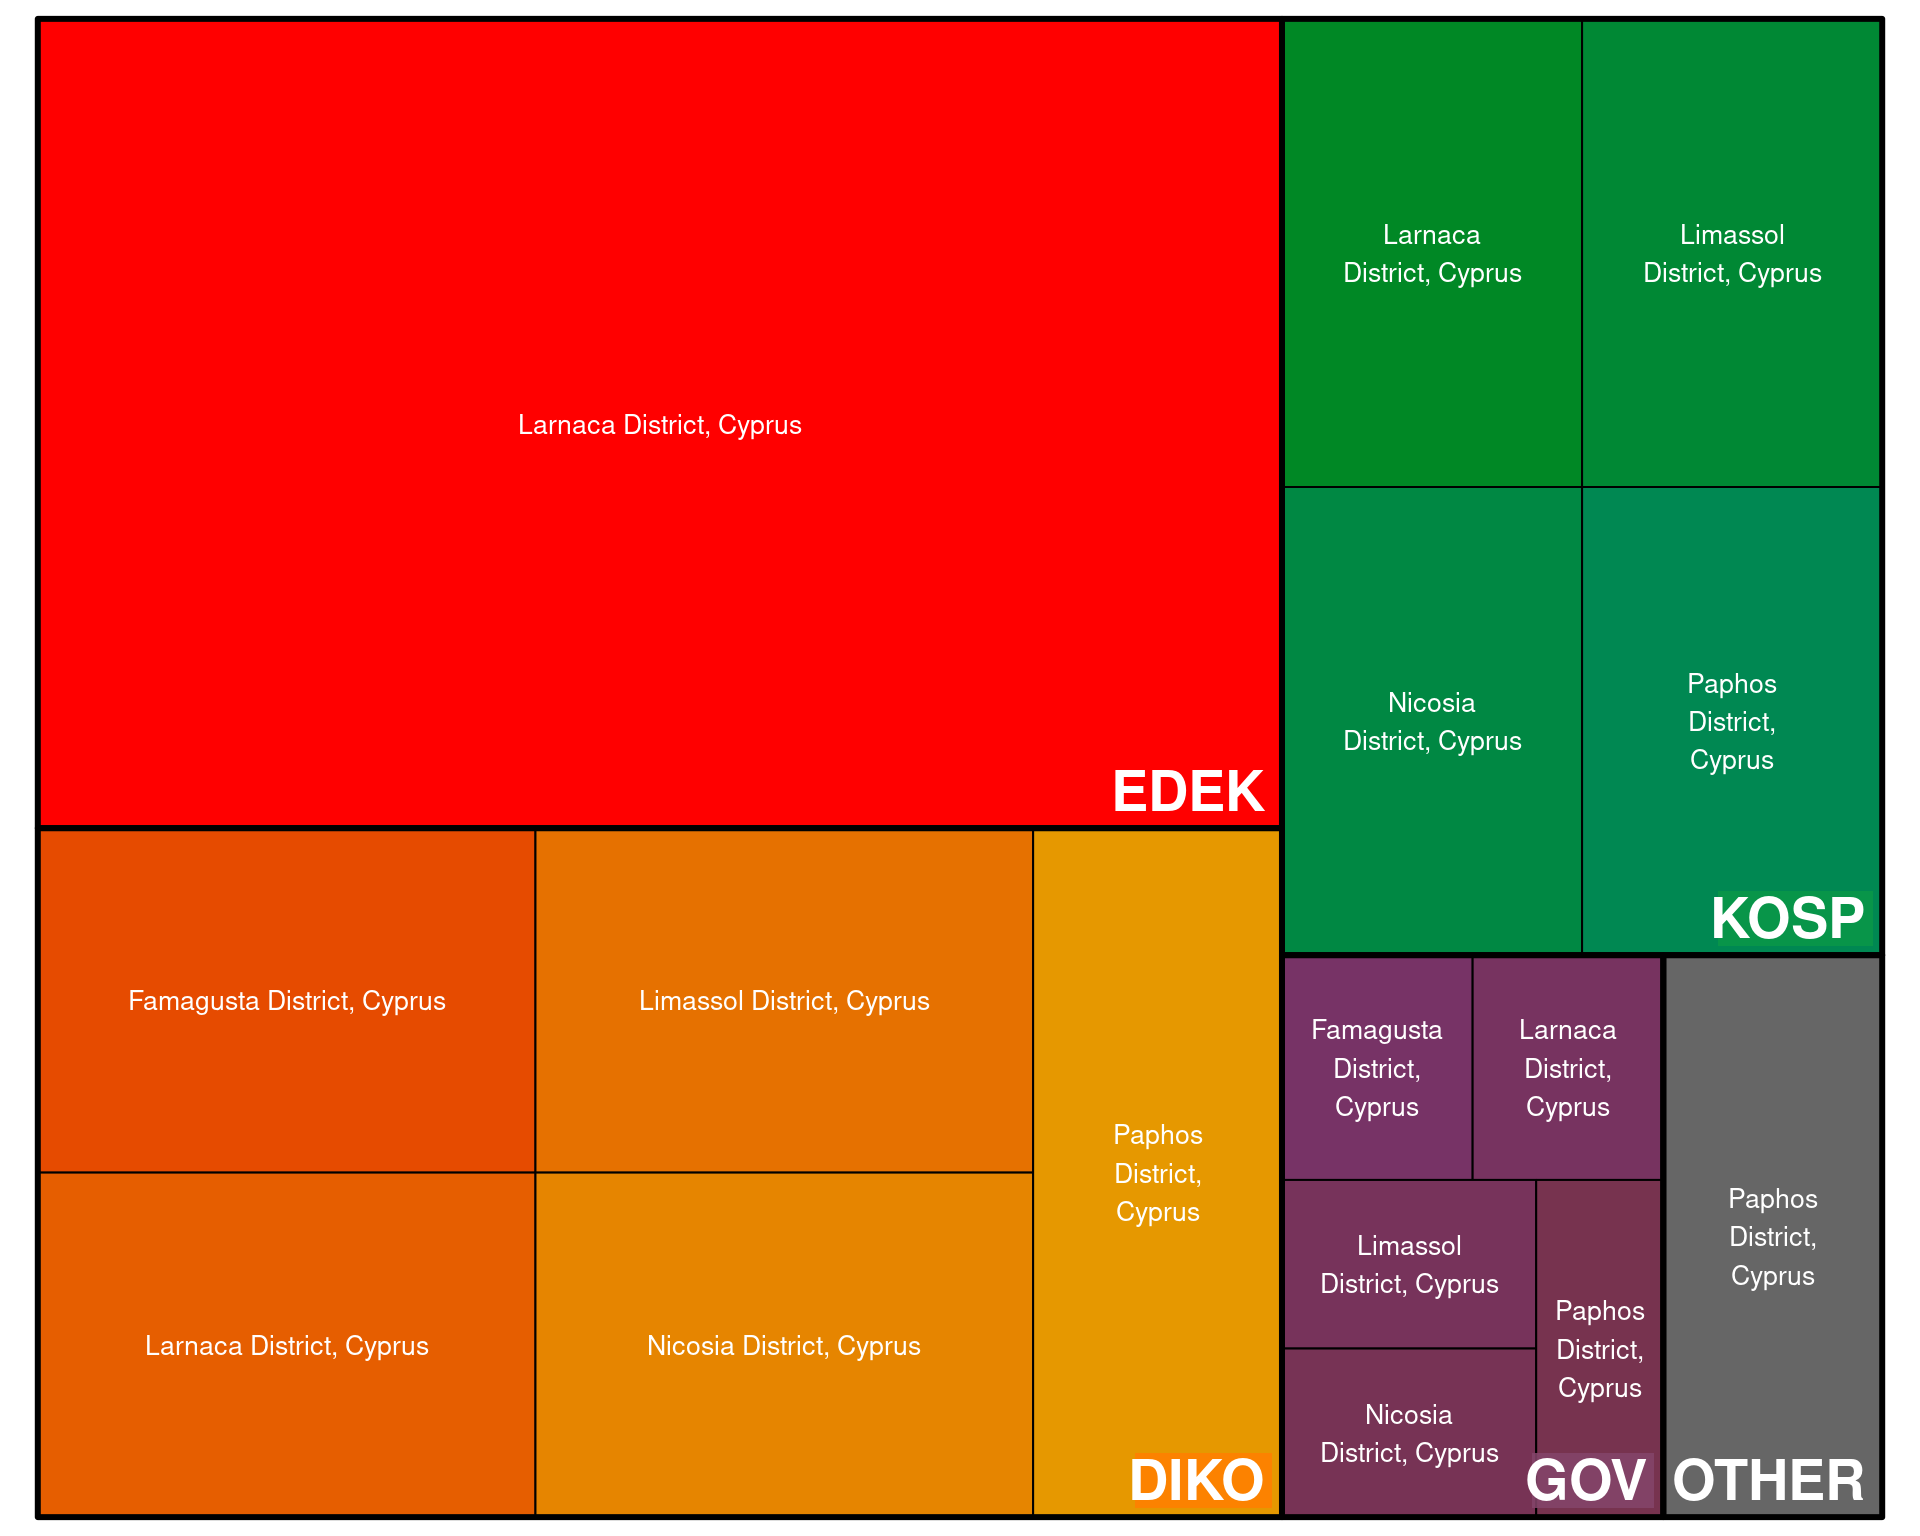 Larnaca District, Cyprus
EDEK
Larnaca
District, Cyprus
Limassol
District, Cyprus
Nicosia
District, Cyprus
Paphos
District,
Cyprus
KOSP
Famagusta District, Cyprus
Limassol District, Cyprus
Larnaca District, Cyprus
Nicosia District, Cyprus
Paphos
District,
Cyprus
DIKO
Famagusta
District,
Cyprus
Larnaca
District,
Cyprus
Limassol
District, Cyprus
Nicosia
District, Cyprus
Paphos
District,
Cyprus
GOV
Paphos
District,
Cyprus
OTHER